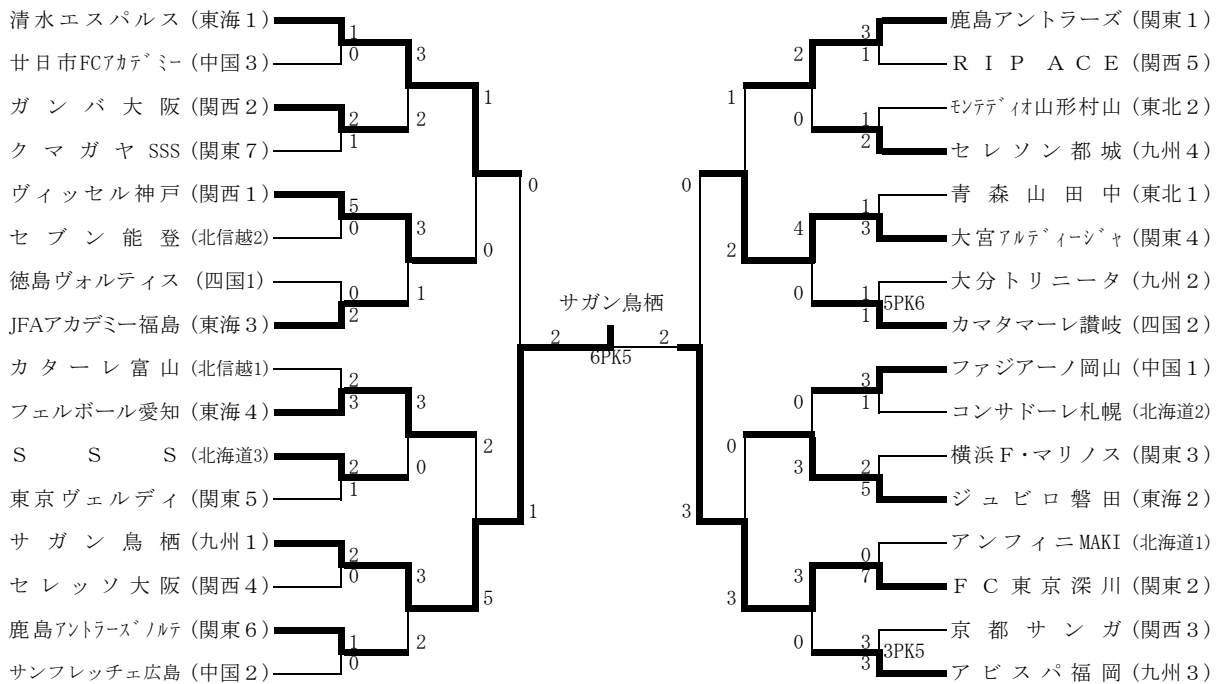 清水エスパルス (東海１)
廿日市FCアカデミー (中国３)
ガンバ大阪 (関西２)
クマガヤ SSS (関東７)
ヴィッセル神戸 (関西１)
セブン能登 (北信越2)
徳島ヴォルティス (四国1)
JFAアカデミー福島 (東海３)
カターレ富山 (北信越1)
フェルボール愛知 (東海４)
Ｓ Ｓ Ｓ (北海道3)
東京ヴェルディ (関東５)
サガン鳥栖 (九州１)
セレッソ大阪 (関西４)
鹿島アントラーズノルテ (関東６)
サンフレッチェ広島 (中国２)
1
0
2
1
5
0
0
2
2
3
2
1
2
0
1
0
3
2
3
1
3
0
3
2
1
0
2
5
0
1
サガン鳥栖
2
6PK5
2
0
3
1
2
0
3
2
0
4
0
0
3
3
0
3
1
1
2
1
3
1
5PK6
1
3
1
2
5
0
7
3
3PK5
3
鹿島アントラーズ (関東１)
ＲＩＰ ＡＣＥ (関西５)
モンテディオ山形村山 (東北２)
セレソン都城 (九州４)
青森山田中 (東北１)
大宮アルディージャ (関東４)
大分トリニータ (九州２)
カマタマーレ讃岐 (四国２)
ファジアーノ岡山 (中国１)
コンサドーレ札幌 (北海道2)
横浜Ｆ・マリノス (関東３)
ジュビロ磐田 (東海２)
アンフィニMAKI (北海道1)
ＦＣ東京深川 (関東２)
京都サンガ (関西３)
アビスパ福岡 (九州３)